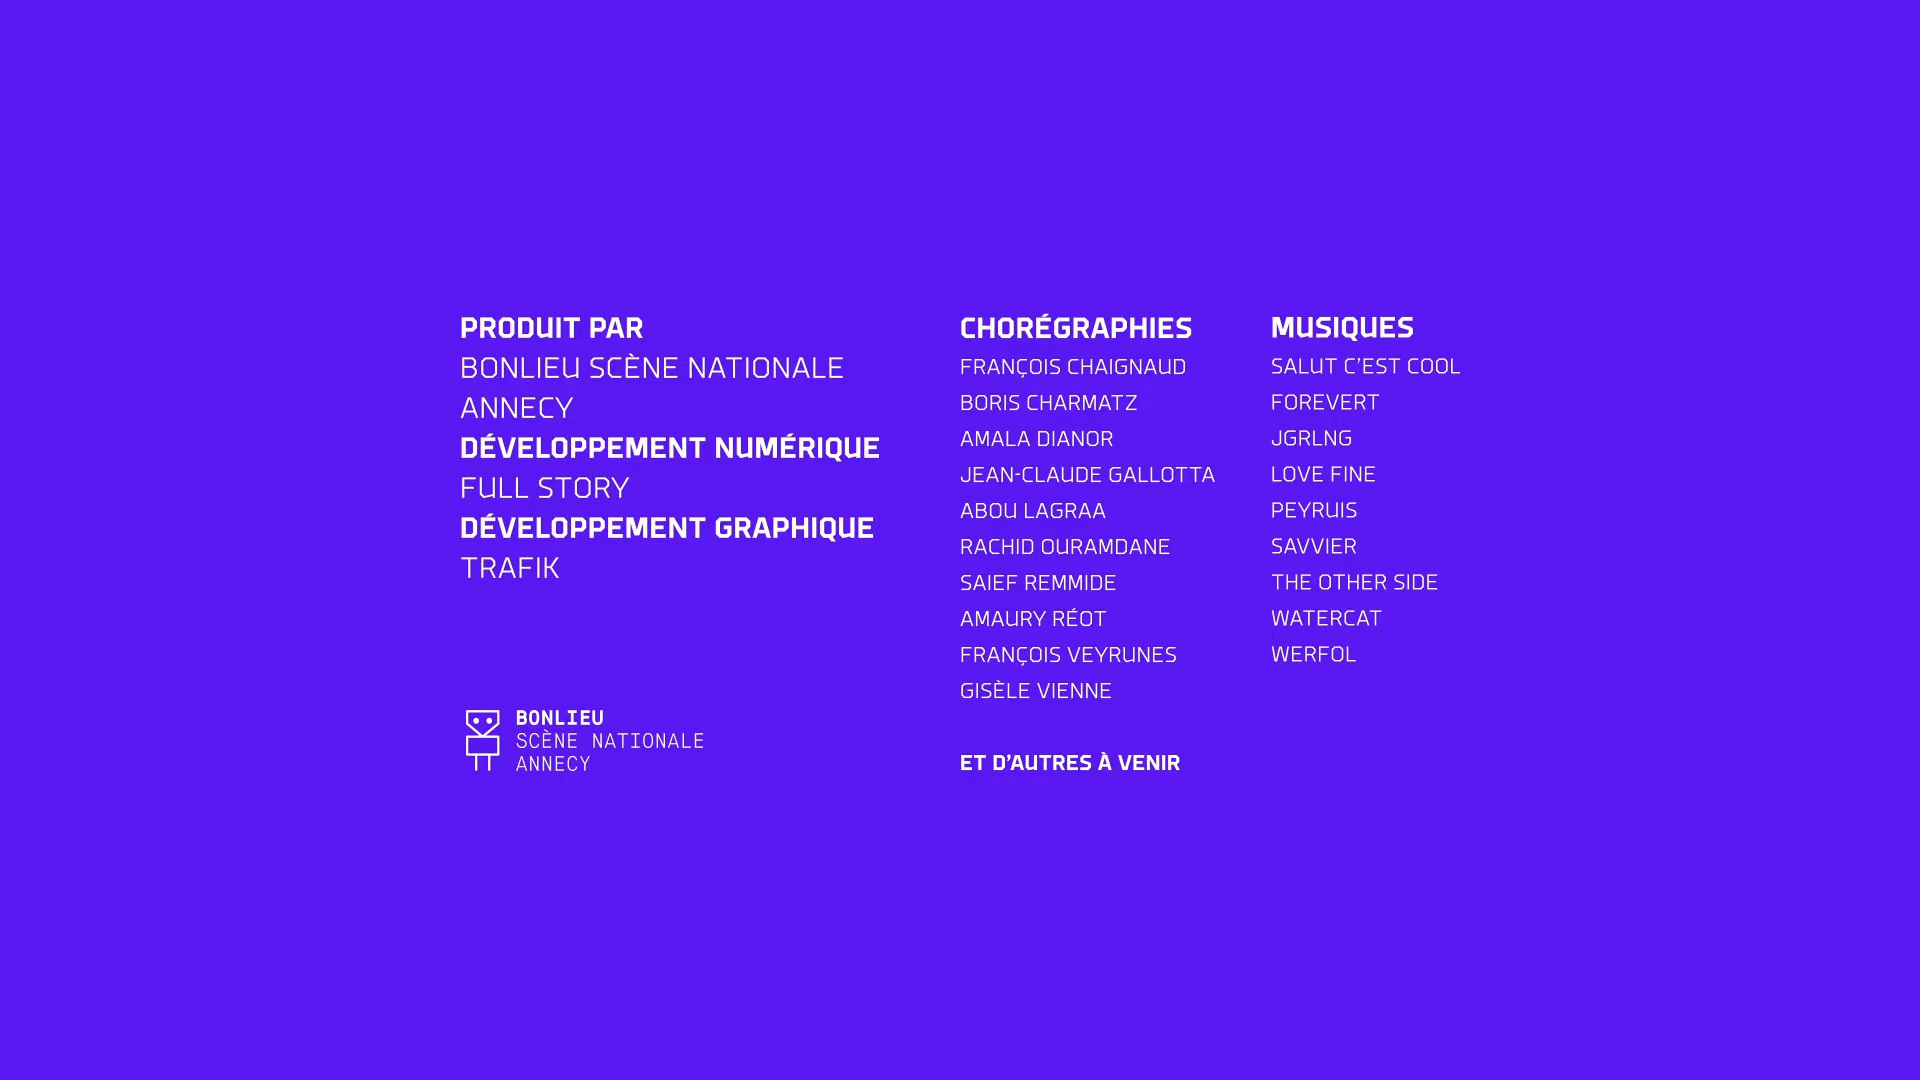 PRODUIT PAR
BONLIEU SCÈNE NATIONALE
ANNECY
DÉVELOPPEMENT NUMÉRIQUE
FULL STORY
DÉVELOPPEMENT GRAPHIQUE
TRAFIK
BONLIEU
SCÈNE NATIONALE
ANNECY
CHORÉGRAPHIES
FRANÇOIS CHAIGNAUD
BORIS CHARMATZ
AMALA DIANOR
JEAN-CLAUDE GALLOTTA
ABOU LAGRAA
RACHID OURAMDANE
SAIEF REMMIDE
AMAURY RÉOT
FRANÇOIS VEYRUNES
GISÈLE VIENNE
ET D’AUTRES À VENIR
MUSIQUES
SALUT C’EST COOL
FOREVERT
JGRLNG
LOVE FINE
PEYRUIS
SAVVIER
THE OTHER SIDE
WATERCAT
WERFOL